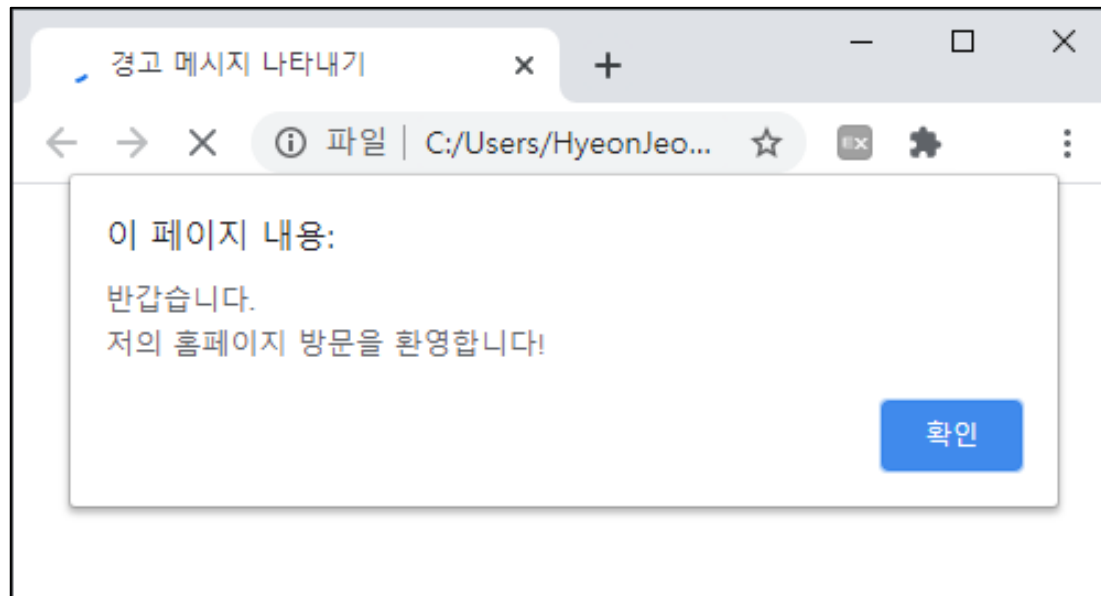 경고 메시지 나타내기
파일 | C:/Users/HyeonJeo...
EX
이 페이지 내용:
반갑습니다.
저의 홈페이지 방문을 환영합니다!
확인